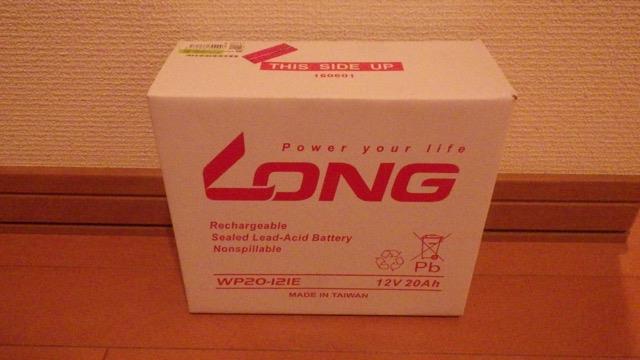 THIS SIDE UP
160601
Power your life
LONG
Rechargeable
Sealed Lead-Acid Battery
Nonspillable
Pb
WP20-12IE 12V 20Ah
MADE IN TAIWAN